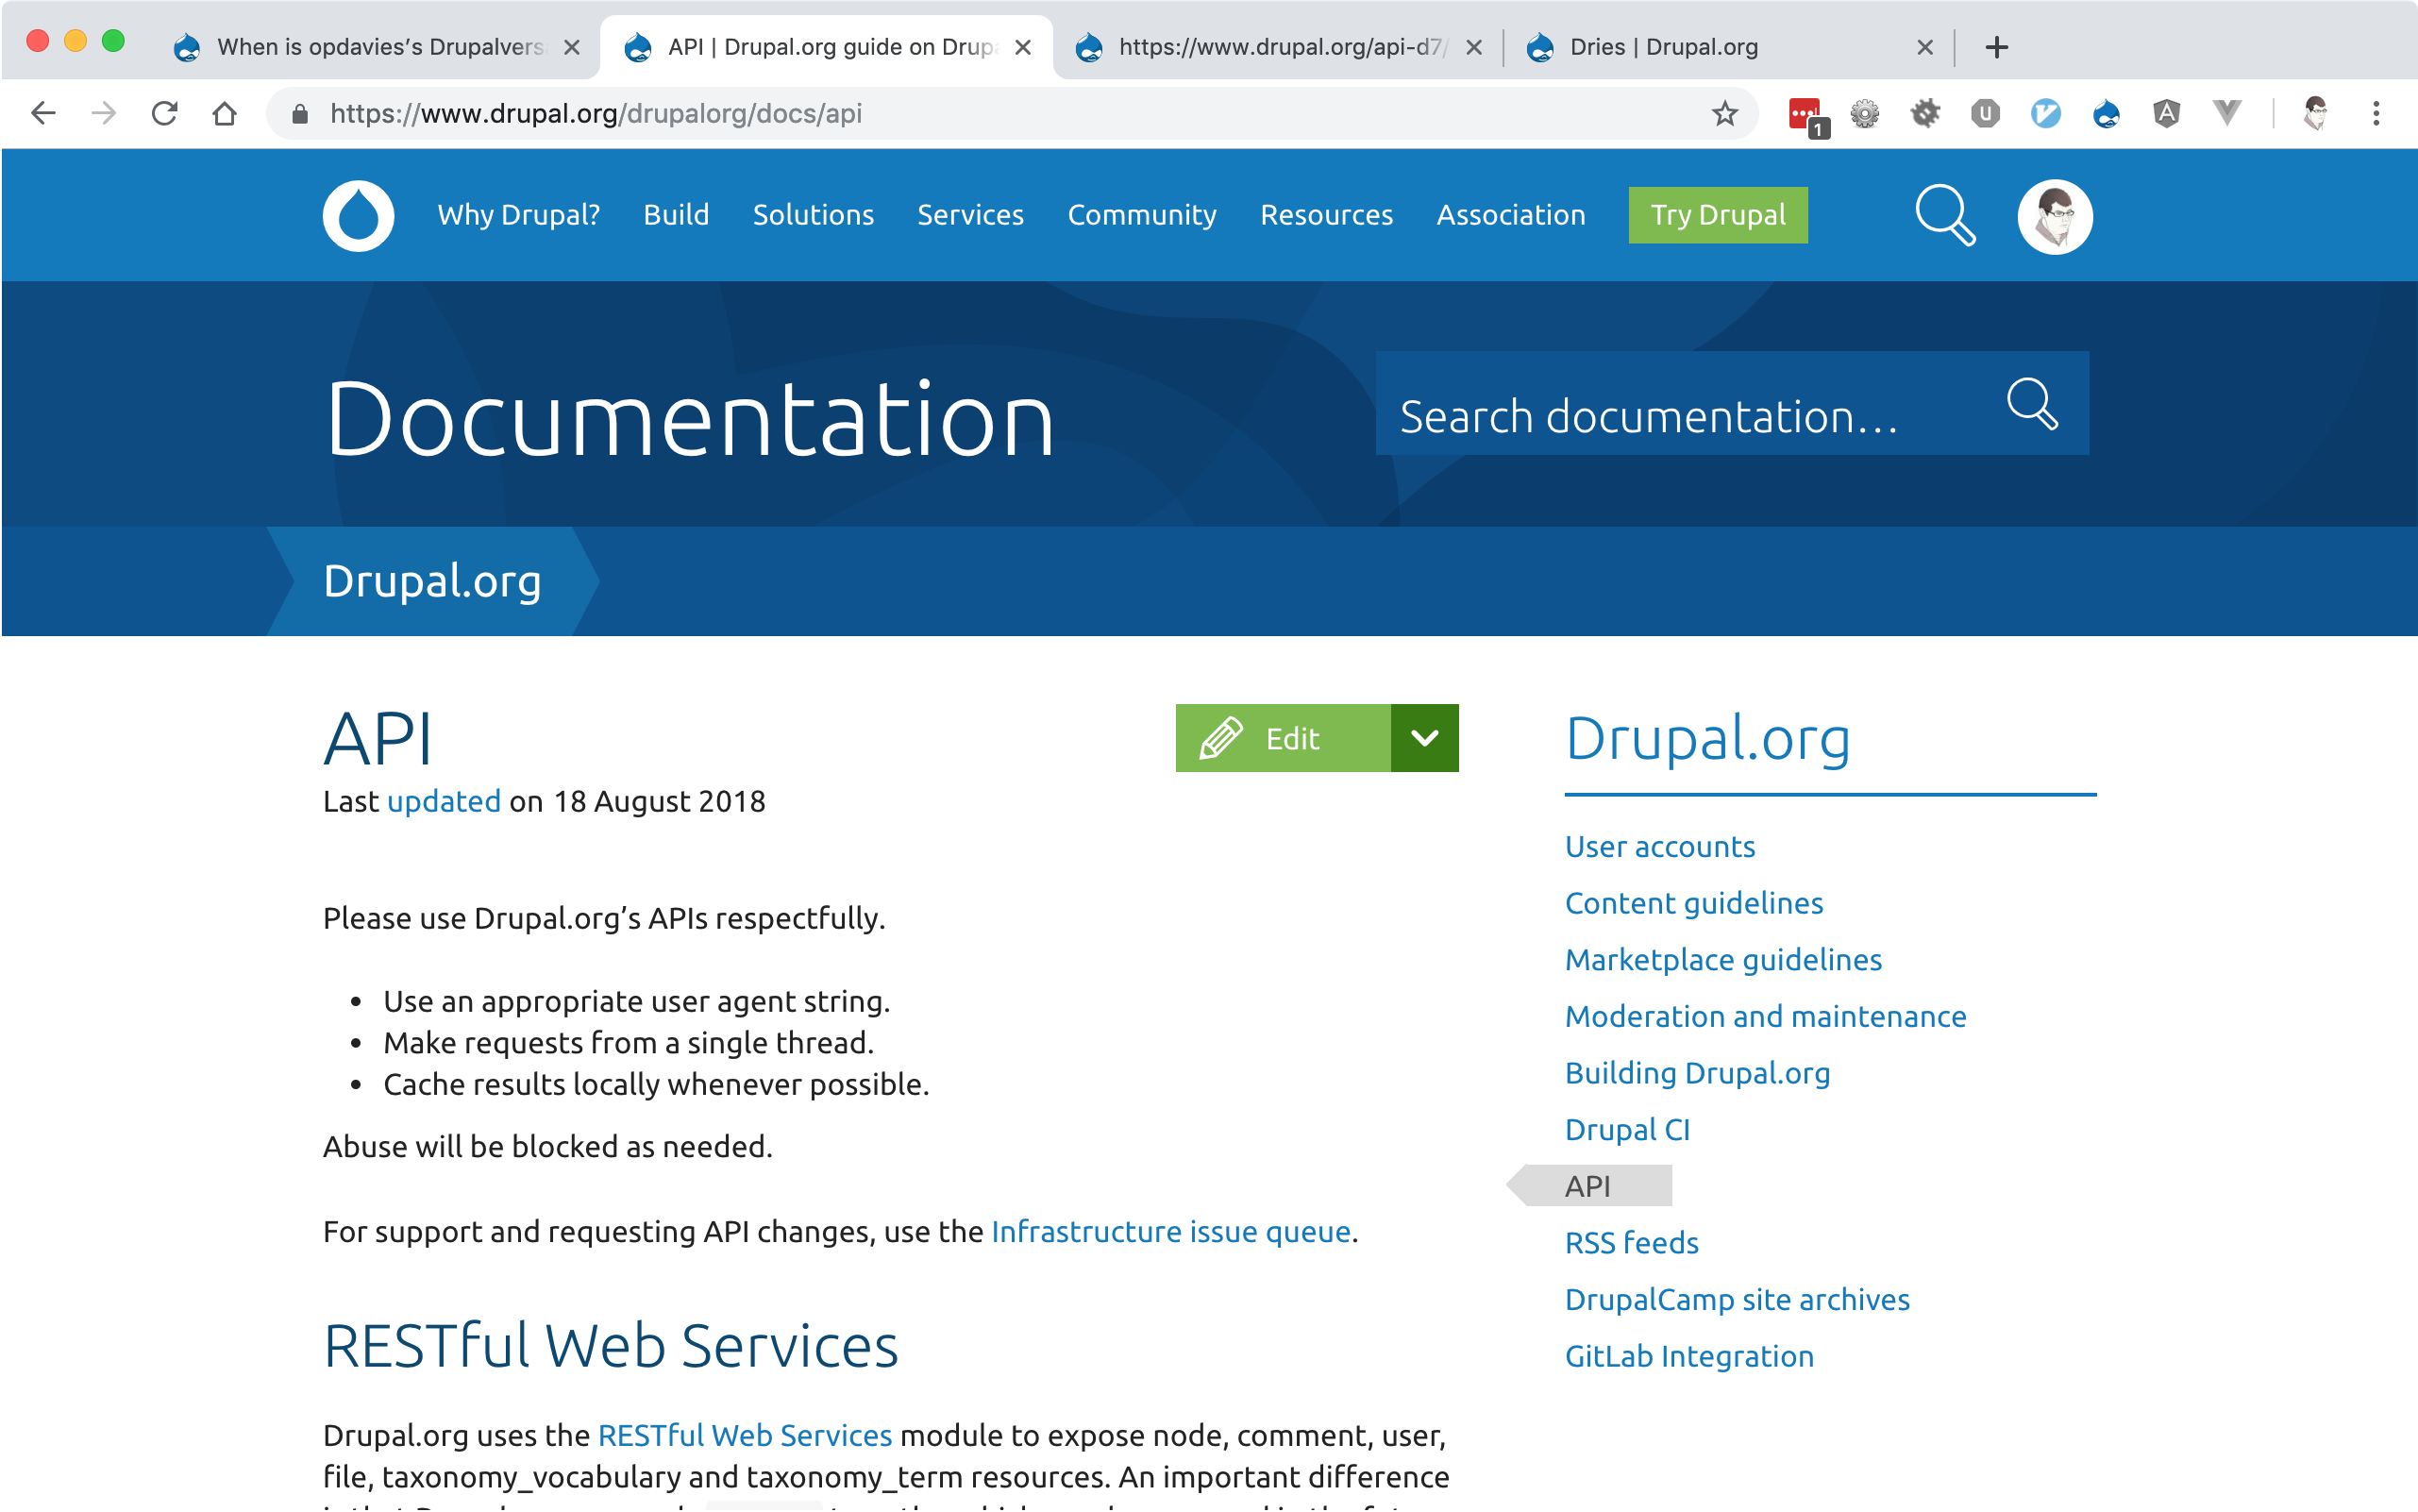 When is opdavies's Drupalvers
API | Drupal.org guide on Drupa
https://www.drupal.org/api-d7/
Dries | Drupal.org
https://www.drupal.org/drupalorg/docs/api
1
Why Drupal?
Build
Solutions
Services
Community
Resources
Association
Try Drupal
Documentation
Search documentation...
Drupal.org
API
Edit
Last updated on 18 August 2018
Please use Drupal.org’s APIs respectfully.
• Use an appropriate user agent string.
• Make requests from a single thread.
• Cache results locally whenever possible.
Abuse will be blocked as needed.
For support and requesting API changes, use the Infrastructure issue queue.
RESTful Web Services
Drupal.org uses the RESTful Web Services module to expose node, comment, user,
file, taxonomy_vocabulary and taxonomy_term resources. An important difference
Drupal.org
User accounts
Content guidelines
Marketplace guidelines
Moderation and maintenance
Building Drupal.org
Drupal CI
API
RSS feeds
DrupalCamp site archives
GitLab Integration